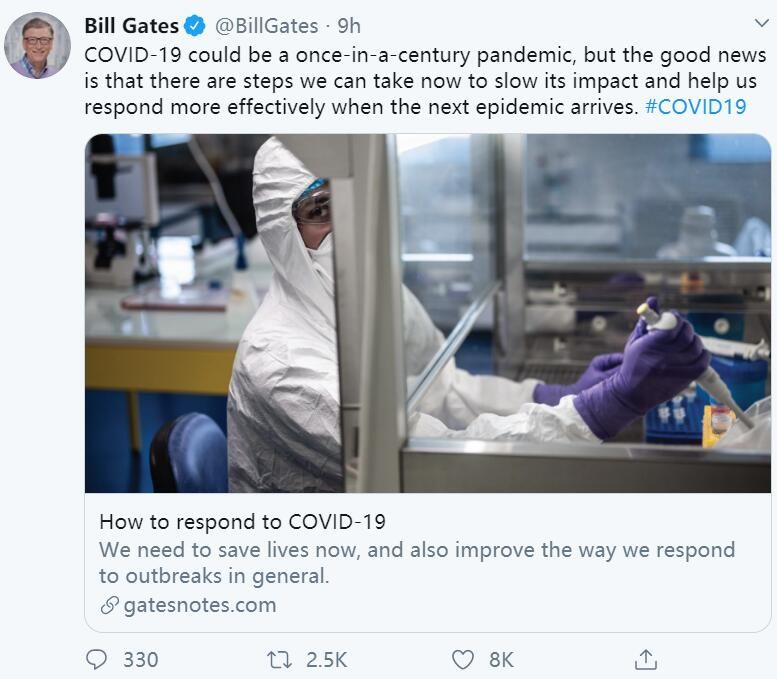 Bill Gates @BillGates · 9h
COVID-19 could be a once-in-a-century pandemic, but the good news
is that there are steps we can take now to slow its impact and help us
respond more effectively when the next epidemic arrives. #COVID19
How to respond to COVID-19
We need to save lives now, and also improve the way we respond
to outbreaks in general.
gatesnotes.com
330 2.5K 8K